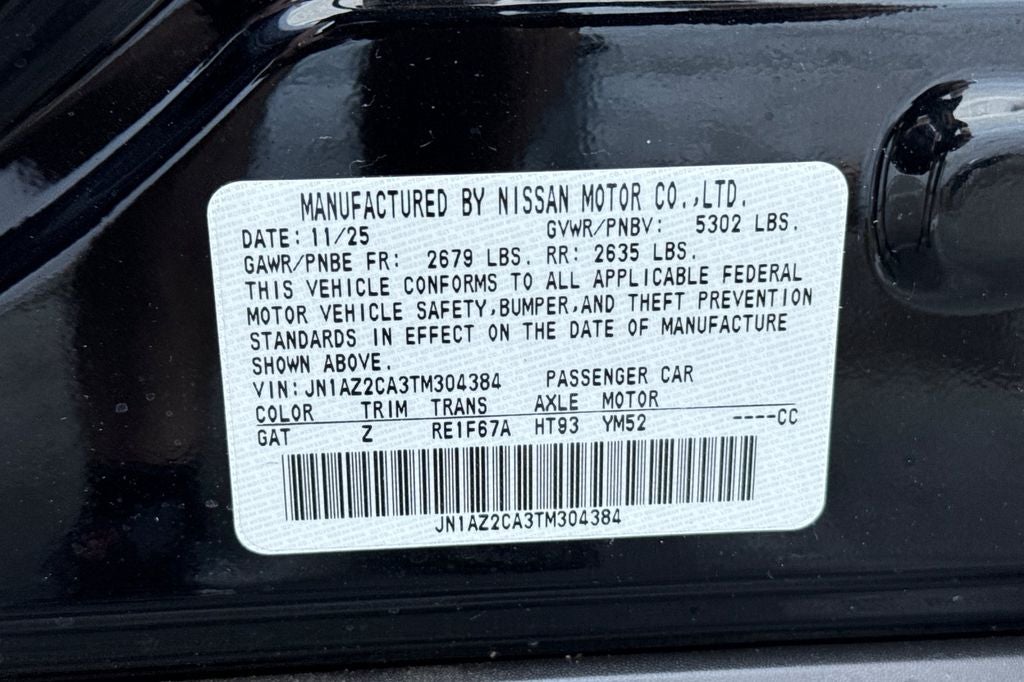 MANUFACTURED BY NISSAN MOTOR CO.,LTD.
DATE: 11/25 GVWR/PNBV: 5302 LBS.
GAWR/PNBE FR: 2679 LBS. RR: 2635 LBS.
THIS VEHICLE CONFORMS TO ALL APPLICABLE FEDERAL
MOTOR VEHICLE SAFETY,BUMPER,AND THEFT PREVENTION
STANDARDS IN EFFECT ON THE DATE OF MANUFACTURE
SHOWN ABOVE.
VIN:JN1AZ2CA3TM304384 PASSENGER CAR
COLOR TRIM TRANS AXLE MOTOR
GAT Z RE1F67A HT93 YM52 ----CC
JN1AZ2CA3TM304384